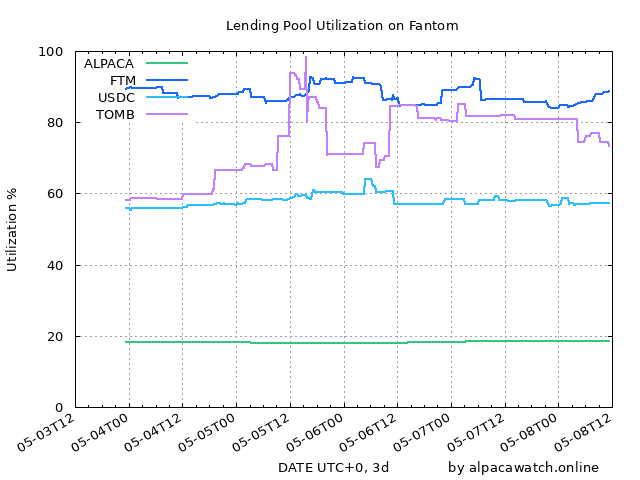 Lending Pool Utilization on Fantom
100
80
60
40
20
0
Utilization %
ALPACA
FTM
USDC
TOMB
05-03T12
05-04T00
05-04T12
05-05T00
05-05T12
05-06T00
05-06T12
05-07T00
05-07T12
05-08T00
05-08T12
DATE UTC+0, 3d
by alpacawatch.online